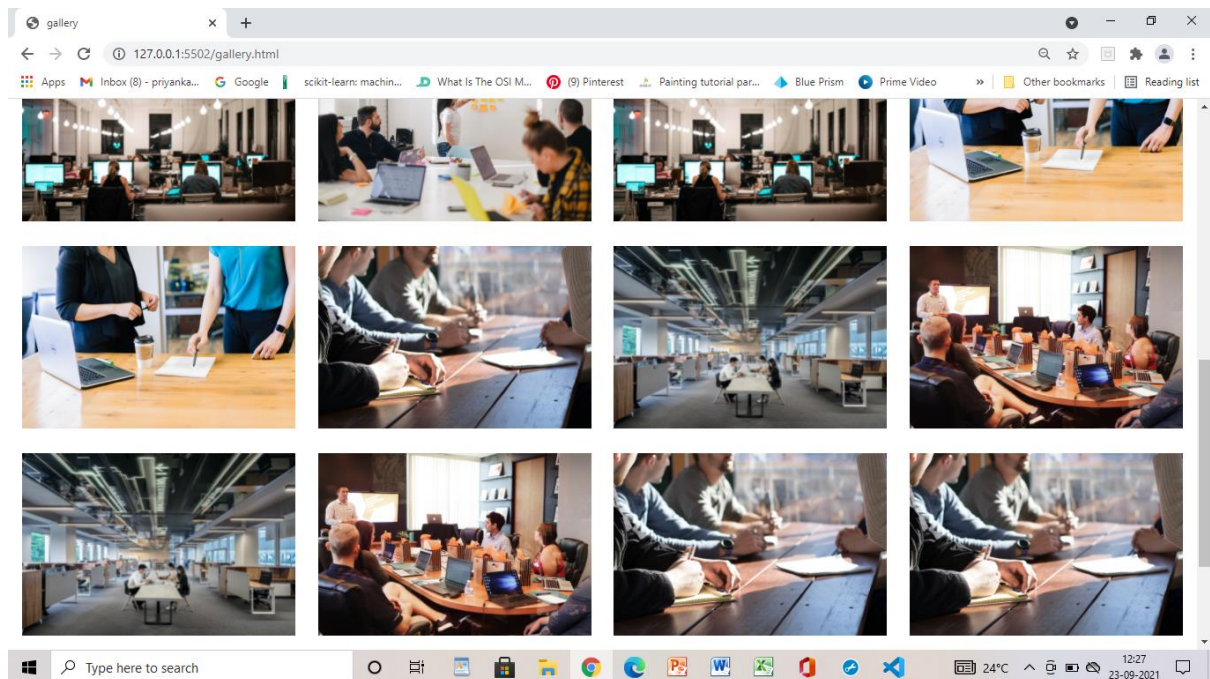 gallery
127.0.0.1:5502/gallery.html
Apps Inbox (8) - priyanka... Google scikit-learn: machin... What Is The OSI M... (9) Pinterest Painting tutorial par... Blue Prism Prime Video » Other bookmarks Reading list
Type here to search 24°C 12:27
23-09-2021